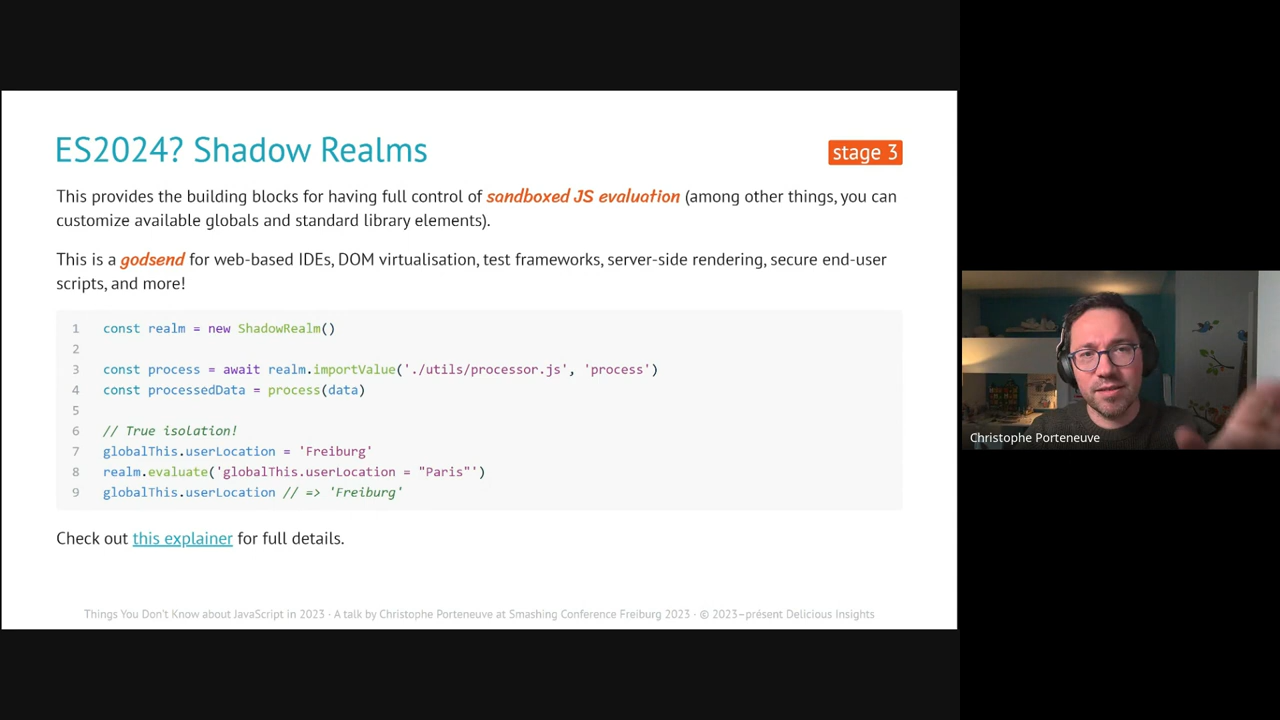 ES2024? Shadow Realms
stage 3
This provides the building blocks for having full control of sandboxed JS evaluation (among other things, you can
customize available globals and standard library elements).
This is a godsend for web-based IDEs, DOM virtualisation, test frameworks, server-side rendering, secure end-user
scripts, and more!
1 const realm = new ShadowRealm()
2
3 const process = await realm.importValue('./utils/processor.js', 'process')
4 const processedData = process(data)
5
6 // True isolation!
7 globalThis.userLocation = 'Freiburg'
8 realm.evaluate('globalThis.userLocation = "Paris"')
9 globalThis.userLocation // => 'Freiburg'
Check out this explainer for full details.
Things You Don't Know about JavaScript in 2023 · A talk by Christophe Porteneuve at Smashing Conference Freiburg 2023 · © 2023–présent Delicious Insights
Christophe Porteneuve